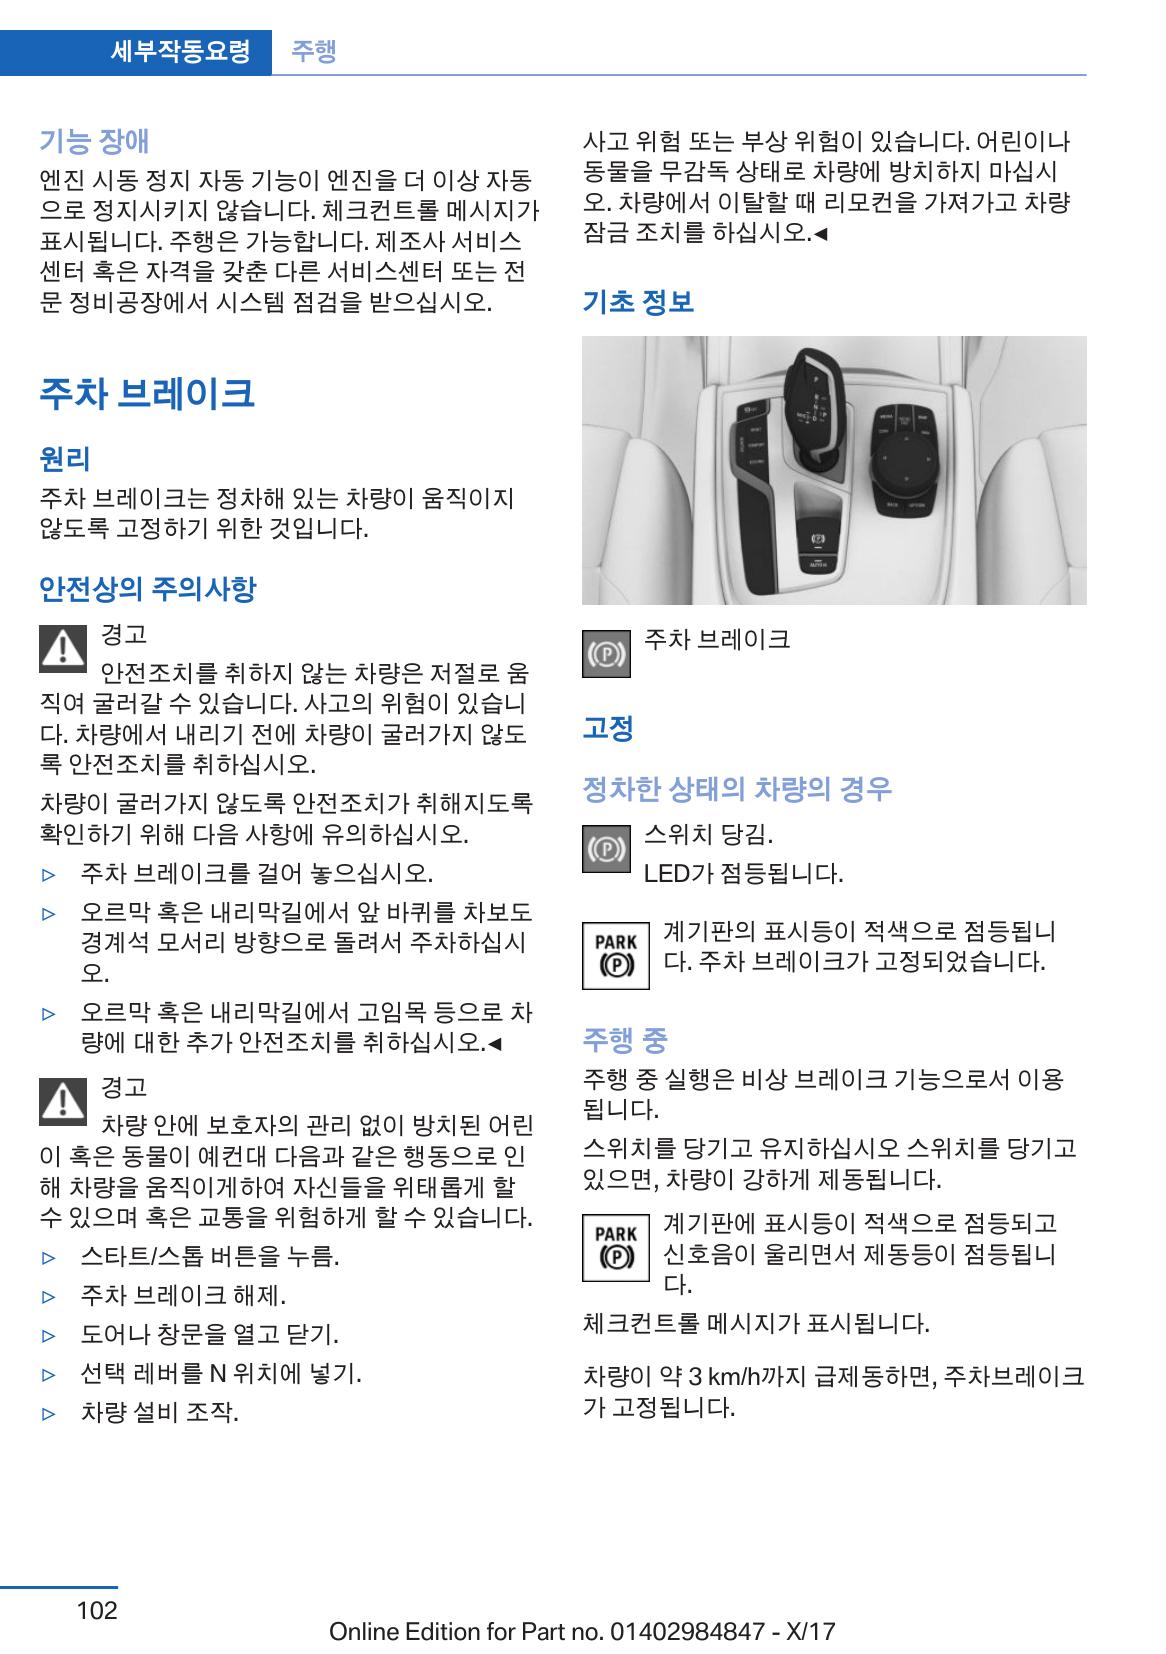 세부작동요령 주행
기능 장애
엔진 시동 정지 자동 기능이 엔진을 더 이상 자동
으로 정지시키지 않습니다. 체크컨트롤 메시지가
표시됩니다. 주행은 가능합니다. 제조사 서비스
센터 혹은 자격을 갖춘 다른 서비스센터 또는 전
문 정비공장에서 시스템 점검을 받으십시오.
주차 브레이크
원리
주차 브레이크는 정차해 있는 차량이 움직이지
않도록 고정하기 위한 것입니다.
안전상의 주의사항
경고
안전조치를 취하지 않는 차량은 저절로 움
직여 굴러갈 수 있습니다. 사고의 위험이 있습니
다. 차량에서 내리기 전에 차량이 굴러가지 않도
록 안전조치를 취하십시오.
차량이 굴러가지 않도록 안전조치가 취해지도록
확인하기 위해 다음 사항에 유의하십시오.
▷ 주차 브레이크를 걸어 놓으십시오.
▷ 오르막 혹은 내리막길에서 앞 바퀴를 차보도
경계석 모서리 방향으로 돌려서 주차하십시
오.
▷ 오르막 혹은 내리막길에서 고임목 등으로 차
량에 대한 추가 안전조치를 취하십시오.◄
경고
차량 안에 보호자의 관리 없이 방치된 어린
이 혹은 동물이 예컨대 다음과 같은 행동으로 인
해 차량을 움직이게하여 자신들을 위태롭게 할
수 있으며 혹은 교통을 위험하게 할 수 있습니다.
▷ 스타트/스톱 버튼을 누름.
▷ 주차 브레이크 해제.
▷ 도어나 창문을 열고 닫기.
▷ 선택 레버를 N 위치에 넣기.
▷ 차량 설비 조작.
사고 위험 또는 부상 위험이 있습니다. 어린이나
동물을 무감독 상태로 차량에 방치하지 마십시
오. 차량에서 이탈할 때 리모컨을 가져가고 차량
잠금 조치를 하십시오.◄
기초 정보
P
R
N
D
AUTO H
BACK
OPTION
(P)
주차 브레이크
고정
정차한 상태의 차량의 경우
(P)
스위치 당김.
LED가 점등됩니다.
PARK
(P)
계기판의 표시등이 적색으로 점등됩니
다. 주차 브레이크가 고정되었습니다.
주행 중
주행 중 실행은 비상 브레이크 기능으로서 이용
됩니다.
스위치를 당기고 유지하십시오 스위치를 당기고
있으면, 차량이 강하게 제동됩니다.
PARK
(P)
계기판에 표시등이 적색으로 점등되고
신호음이 울리면서 제동등이 점등됩니
다.
체크컨트롤 메시지가 표시됩니다.
차량이 약 3 km/h까지 급제동하면, 주차브레이크
가 고정됩니다.
102
Online Edition for Part no. 01402984847 - X/17